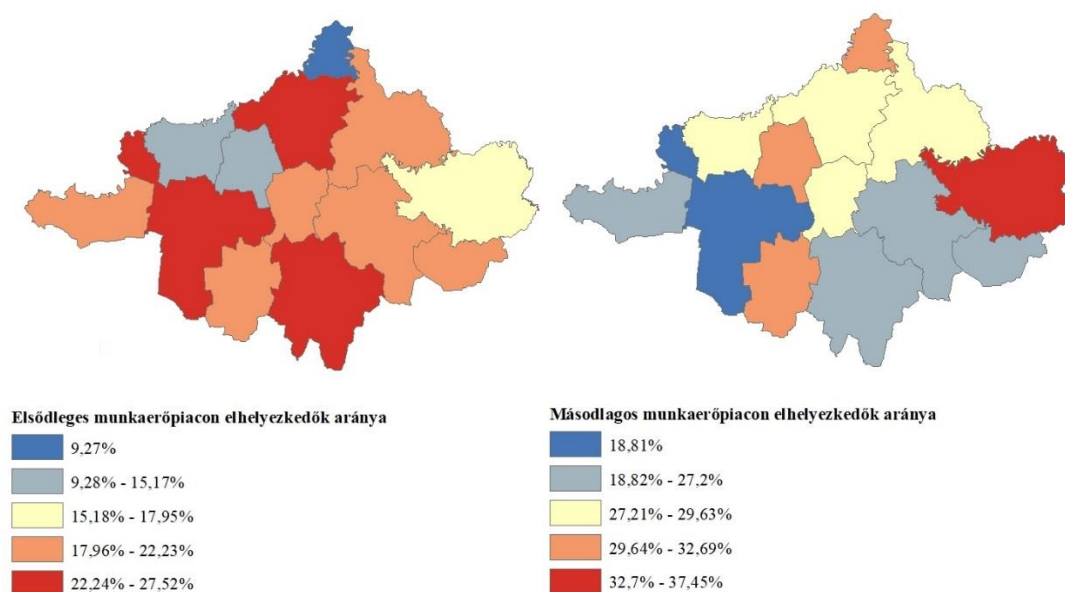 Elsődleges munkaerőpiacon elhelyezkedők aránya
9,27%
9,28% - 15,17%
15,18% - 17,95%
17,96% - 22,23%
22,24% - 27,52%
Másodlagos munkaerőpiacon elhelyezkedők aránya
18,81%
18,82% - 27,2%
27,21% - 29,63%
29,64% - 32,69%
32,7% - 37,45%